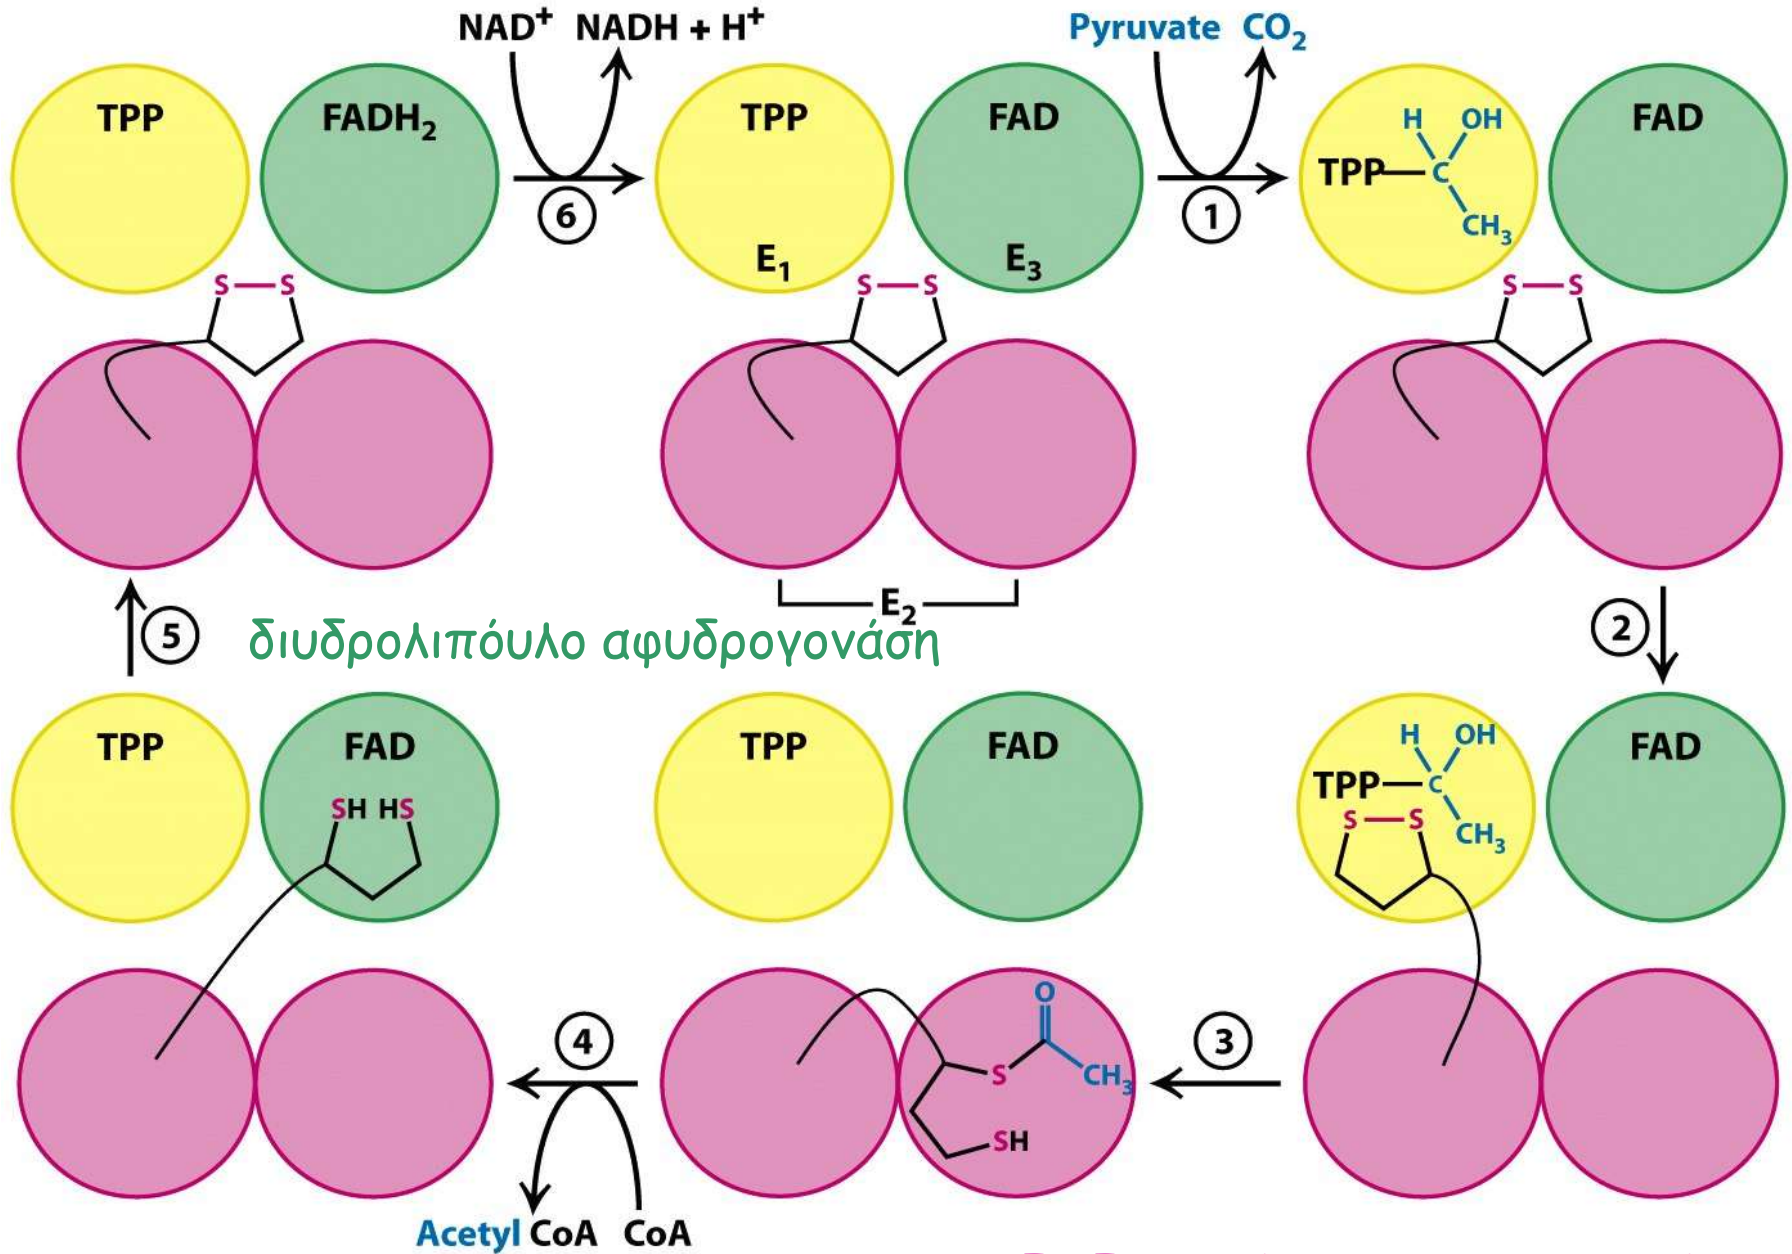 NAD⁺ NADH + H⁺
Pyruvate CO₂
TPP
FADH₂
6
TPP
FAD
E₁
E₃
1
H OH
TPP C
CH₃
FAD
S S
S S
S S
E₂
5
διυδρολιπόυλο αφυδρογονάση
2
TPP
FAD
SH HS
TPP
FAD
H OH
TPP C
S S
CH₃
FAD
4
O
S
CH₃
SH
3
Acetyl CoA CoA